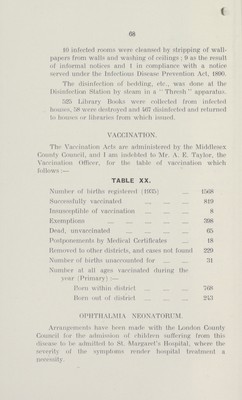 68
10 infected rooms were cleansed by stripping of wall-
papers from walls and washing of ceilings ; 9 as the result
of informal notices and 1 in compliance with a notice
served under the Infectious Disease Prevention Act, 1890.
The disinfection of bedding, etc., was done at the
Disinfection Station by steam in a " Thresh " apparatus.
525 Library Books were collected from infected
houses, 58 were destroyed and 467 disinfected and returned
to houses or libraries from which issued.
VACCINATION.
The Vaccination Acts are administered by the Middlesex
County Council, and I am indebted to Mr. A. E. Taylor, the
Vaccination Officer, for the table of vaccination which
follows :—
TABLE XX.
Number of births registered (1935) ... 1568
Successfully vaccinated ... ... ... 819
Insusceptible of vaccination ... ... 8
Exemptions ... ... ... ... 398
Dead, unvaccinated ... ... ... 65
Postponements by Medical Certificates ... 18
Removed to other districts, and cases not found 229
Number of births unaccounted for ... ... 31
Number at all ages vaccinated during the
year (Primary) :—
Born within district ... ... ... 768
Born out of district ... ... ... 243
OPHTHALMIA NEONATORUM.
Arrangements have been made with the London County
Council for the admission of children suffering from this
disease to be admitted to St. Margaret's Hospital, where the
severity of the symptoms render hospital treatment a
necessity.